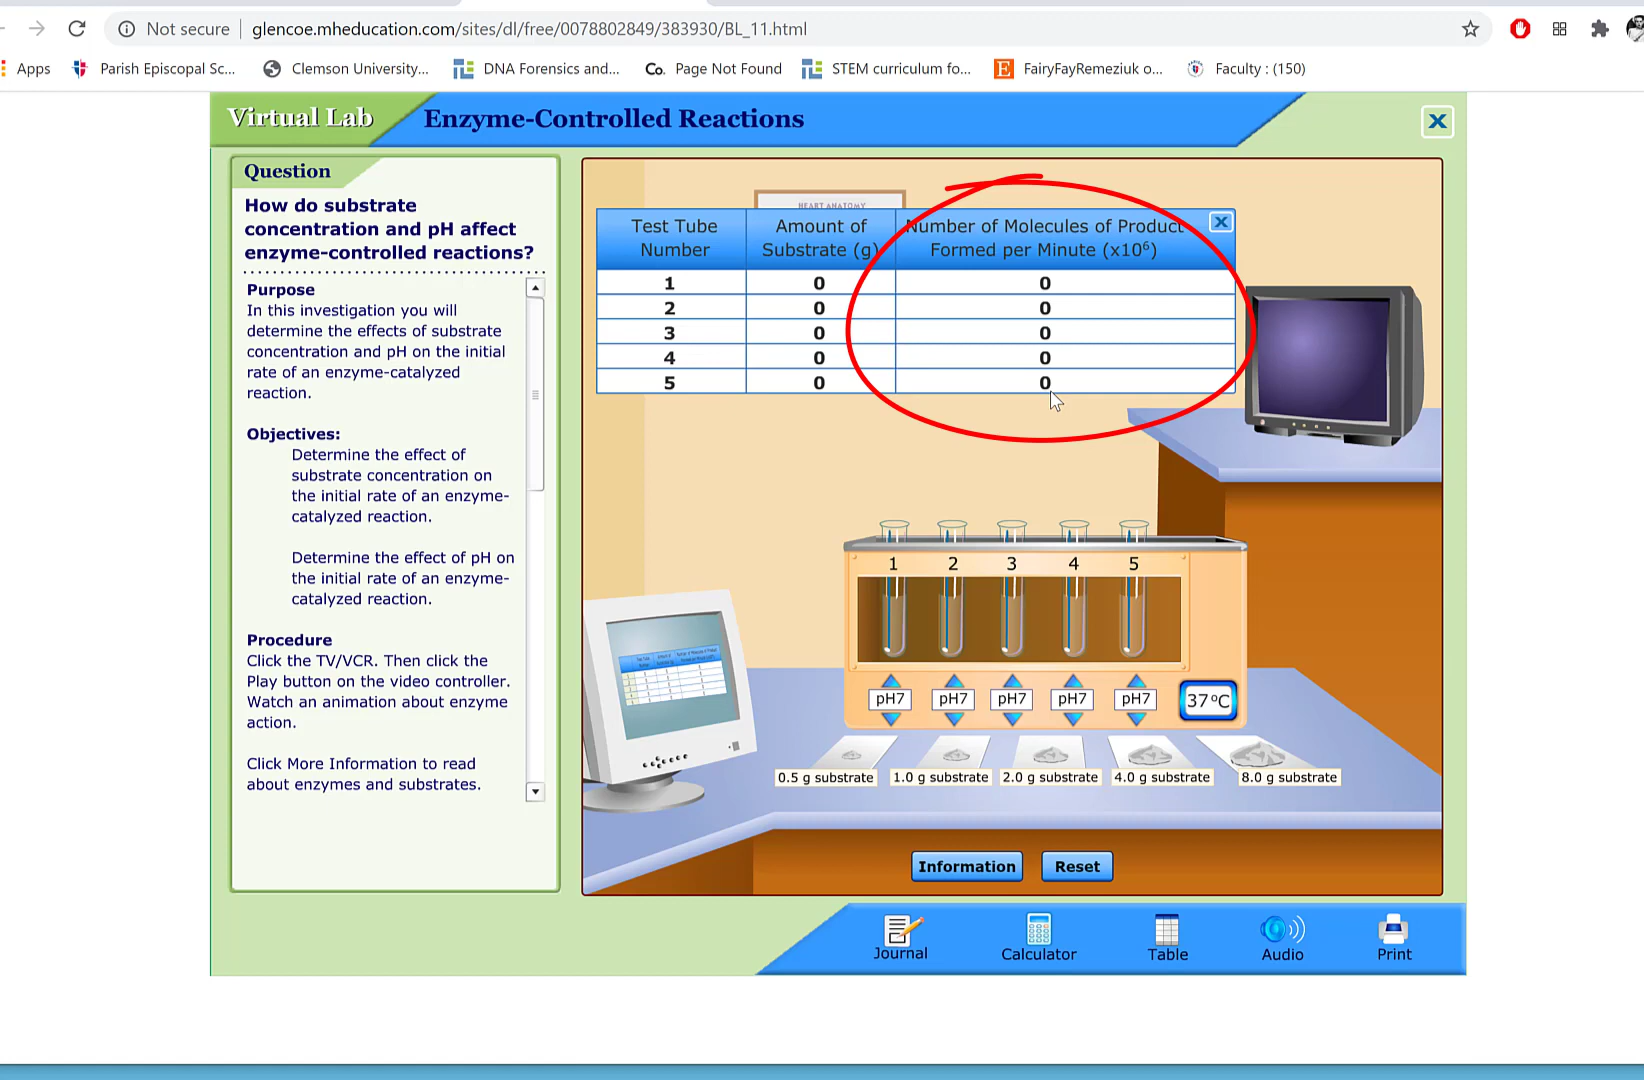 Not secure glencoe.mheducation.com/sites/dl/free/0078802849/383930/BL_11.html
Apps Parish Episcopal Sc... Clemson University... DNA Forensics and... Co. Page Not Found STEM curriculum fo... E FairyFayRemeziuk o... Faculty : (150)
Virtual Lab Enzyme-Controlled Reactions X
Question
How do substrate
concentration and pH affect
enzyme-controlled reactions?
Purpose
In this investigation you will
determine the effects of substrate
concentration and pH on the initial
rate of an enzyme-catalyzed
reaction.
Objectives:
Determine the effect of
substrate concentration on
the initial rate of an enzyme-
catalyzed reaction.
Determine the effect of pH on
the initial rate of an enzyme-
catalyzed reaction.
Procedure
Click the TV/VCR. Then click the
Play button on the video controller.
Watch an animation about enzyme
action.
Click More Information to read
about enzymes and substrates.
HEART ANATOMY
Test Tube Amount of Number of Molecules of Product X
Number Substrate (g) Formed per Minute (x10⁶)
1 0 0
2 0 0
3 0 0
4 0 0
5 0 0
1 2 3 4 5
pH7 pH7 pH7 pH7 pH7 37°C
0.5 g substrate 1.0 g substrate 2.0 g substrate 4.0 g substrate 8.0 g substrate
Information Reset
Journal Calculator Table Audio Print